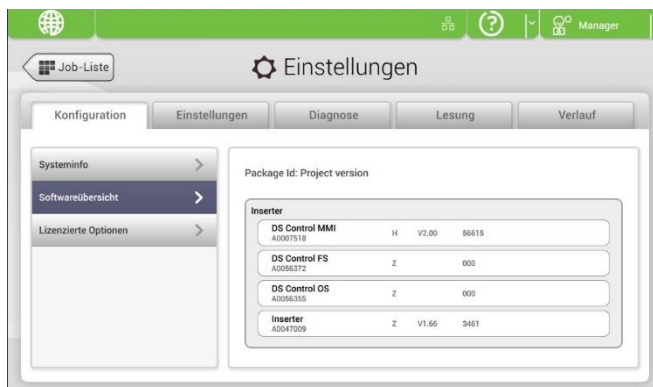 Manager
Job-Liste
Einstellungen
Konfiguration Einstellungen Diagnose Lesung Verlauf
Systeminfo
Softwareübersicht
Lizenzierte Optionen
Package Id: Project version
Inserter
DS Control MMI H V2.00 56615
A0007518
DS Control FS Z 000
A0056372
DS Control OS Z 000
A0056355
Inserter Z V1.66 3461
A0047009